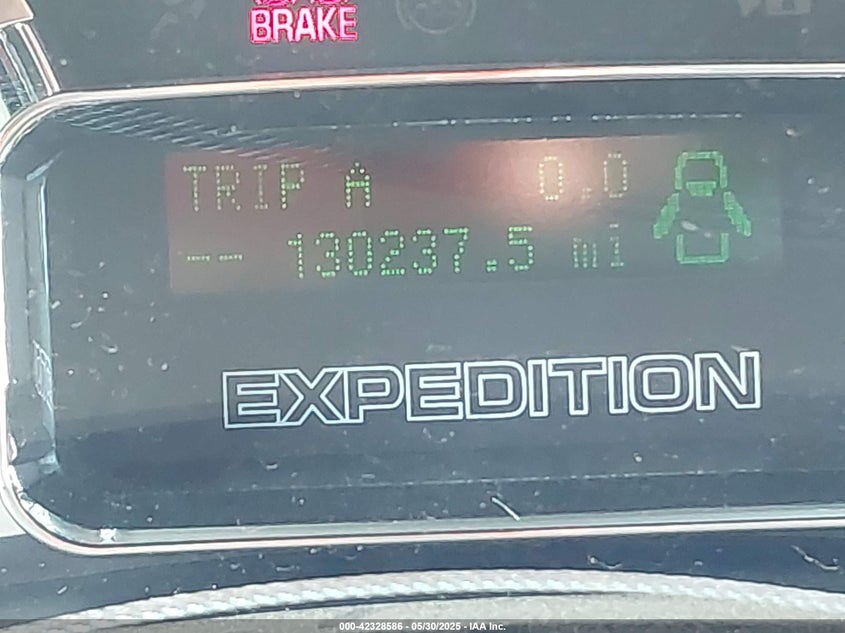 BRAKE
TRIP A 0.0
-- 130237.5 mi
EXPEDITION
000-42328586 - 05/30/2025 - IAA Inc.